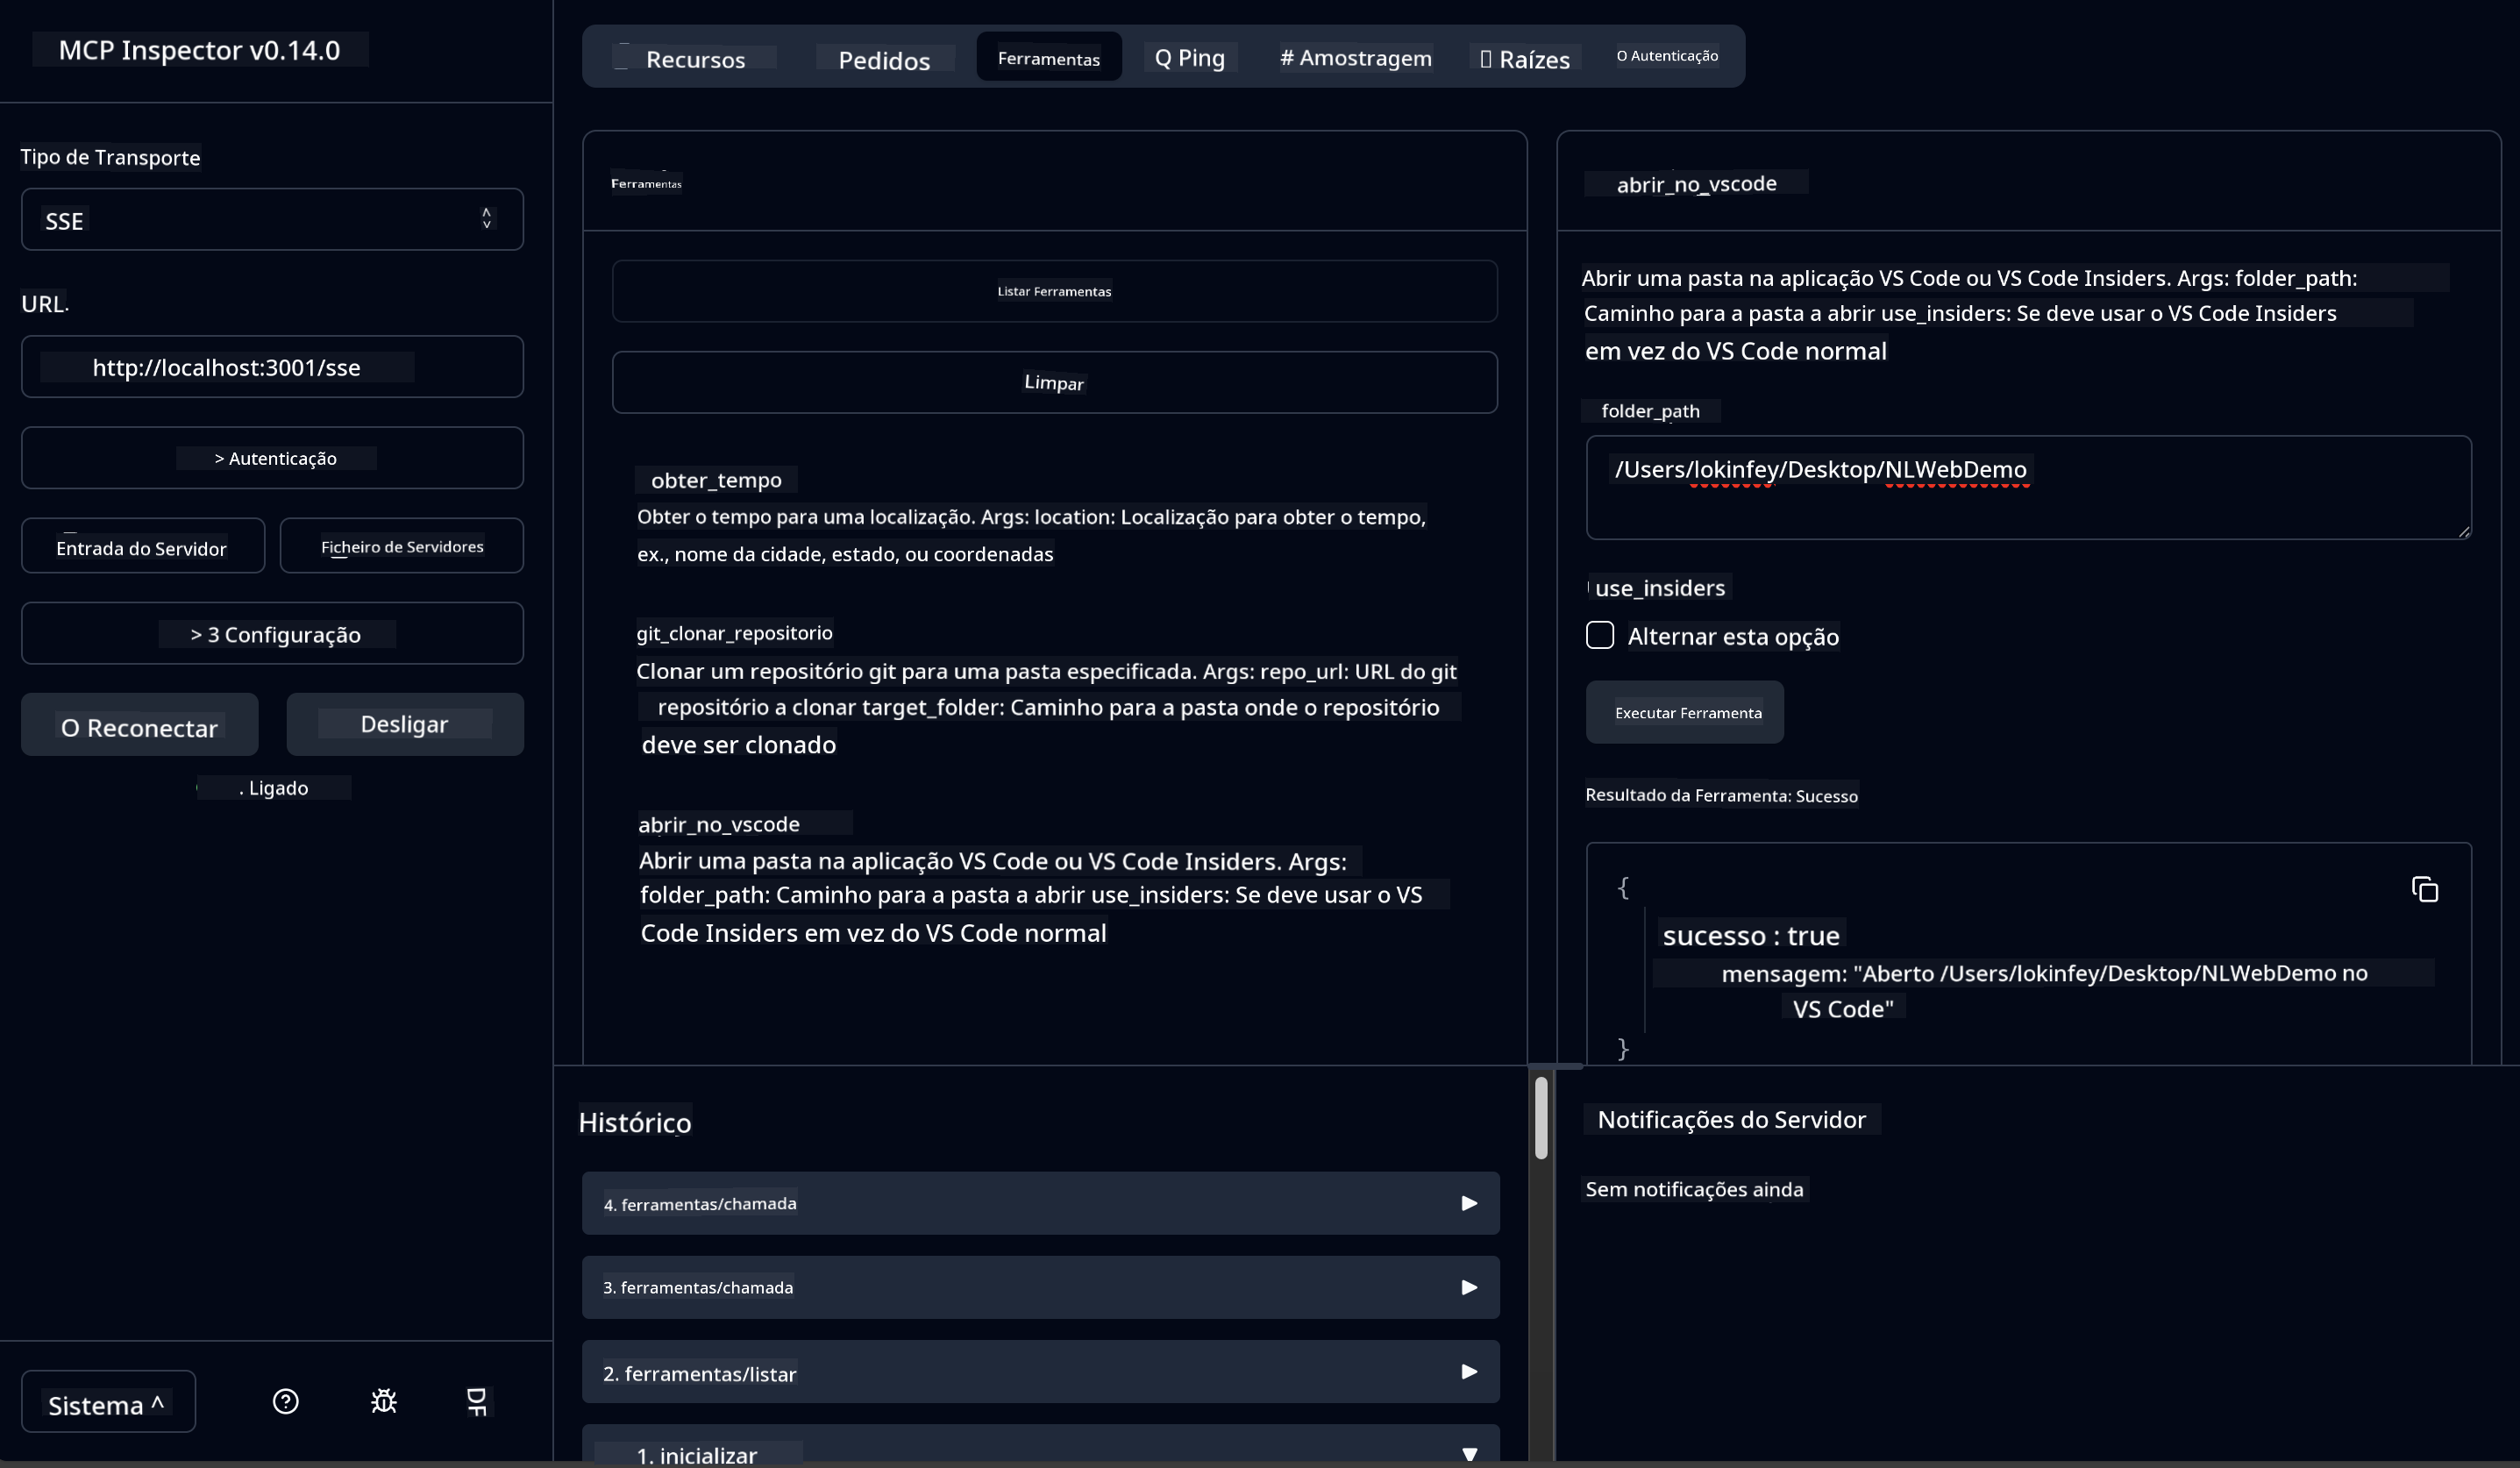 MCP Inspector v0.14.0
Tipo de Transporte
SSE
URL.
http://localhost:3001/sse
> Autenticação
Entrada do Servidor
Ficheiro de Servidores
> 3 Configuração
O Reconectar
Desligar
. Ligado
Sistema ^
Recursos
Pedidos
Ferramentas
Q Ping
# Amostragem
Raízes
O Autenticação
Ferramentas
Listar Ferramentas
Limpar
obter_tempo
Obter o tempo para uma localização. Args: location: Localização para obter o tempo,
ex., nome da cidade, estado, ou coordenadas
git_clonar_repositorio
Clonar um repositório git para uma pasta especificada. Args: repo_url: URL do git
repositório a clonar target_folder: Caminho para a pasta onde o repositório
deve ser clonado
abrir_no_vscode
Abrir uma pasta na aplicação VS Code ou VS Code Insiders. Args:
folder_path: Caminho para a pasta a abrir use_insiders: Se deve usar o VS
Code Insiders em vez do VS Code normal
abrir_no_vscode
Abrir uma pasta na aplicação VS Code ou VS Code Insiders. Args: folder_path:
Caminho para a pasta a abrir use_insiders: Se deve usar o VS Code Insiders
em vez do VS Code normal
folder_path
/Users/lokinfey/Desktop/NLWebDemo
use_insiders
Alternar esta opção
Executar Ferramenta
Resultado da Ferramenta: Sucesso
{
sucesso : true
mensagem: "Aberto /Users/lokinfey/Desktop/NLWebDemo no
VS Code"
}
Histórico
4. ferramentas/chamada
3. ferramentas/chamada
2. ferramentas/listar
1. inicializar
Notificações do Servidor
Sem notificações ainda